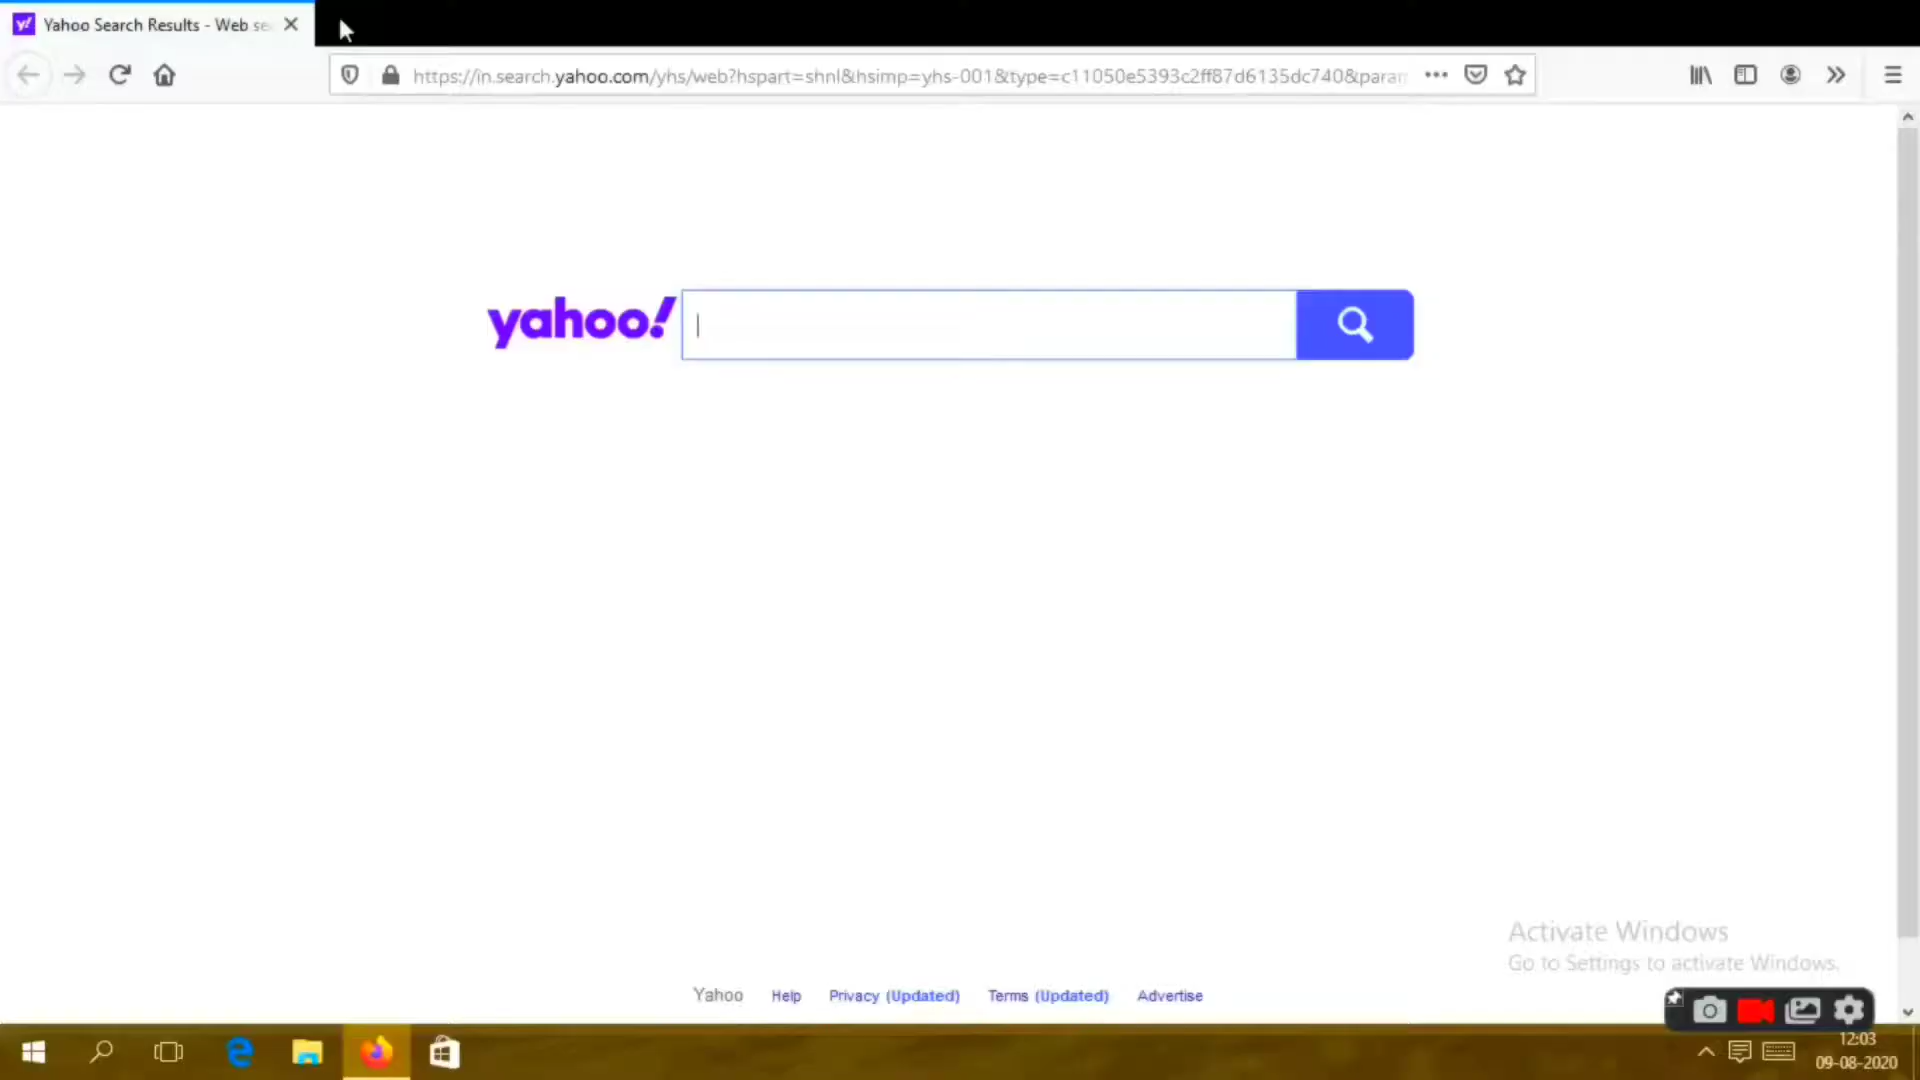 Yahoo Search Results - Web se
https://in.search.yahoo.com/yhs/web?hspart=shnl&hsimp=yhs-001&type=c11050e5393c2ff87d6135dc740&param
yahoo!
Activate Windows
Go to Settings to activate Windows.
Yahoo Help Privacy (Updated) Terms (Updated) Advertise
12:03
09-08-2020